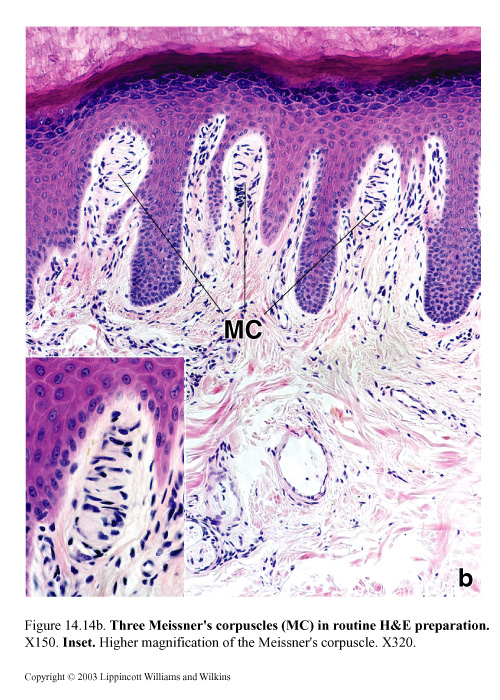 MC
b
Figure 14.14b. Three Meissner's corpuscles (MC) in routine H&E preparation.
X150. Inset. Higher magnification of the Meissner's corpuscle. X320.
Copyright © 2003 Lippincott Williams and Wilkins